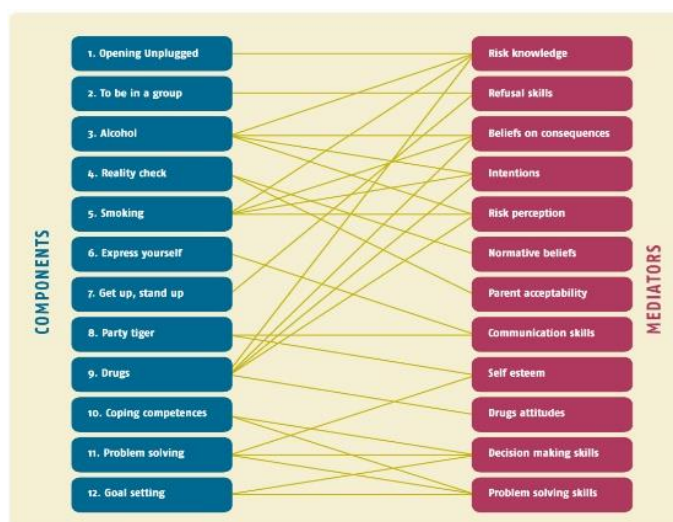 COMPONENTS
1. Opening Unplugged
2. To be in a group
3. Alcohol
4. Reality check
5. Smoking
6. Express yourself
7. Get up, stand up
8. Party tiger
9. Drugs
10. Coping competences
11. Problem solving
12. Goal setting
Risk knowledge
Refusal skills
Beliefs on consequences
Intentions
Risk perception
Normative beliefs
Parent acceptability
Communication skills
Self esteem
Drugs attitudes
Decision making skills
Problem solving skills
MEDIATORS